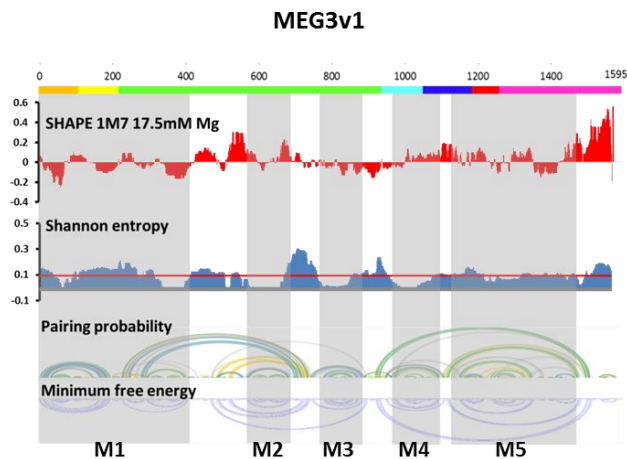 MEG3v1
0 200 400 600 800 1000 1200 1400 1595
0.6
SHAPE 1M7 17.5mM Mg
0.4
0.2
0
-0.2
-0.4
Shannon entropy
0.5
0.3
0.1
-0.1
Pairing probability
Minimum free energy
M1 M2 M3 M4 M5